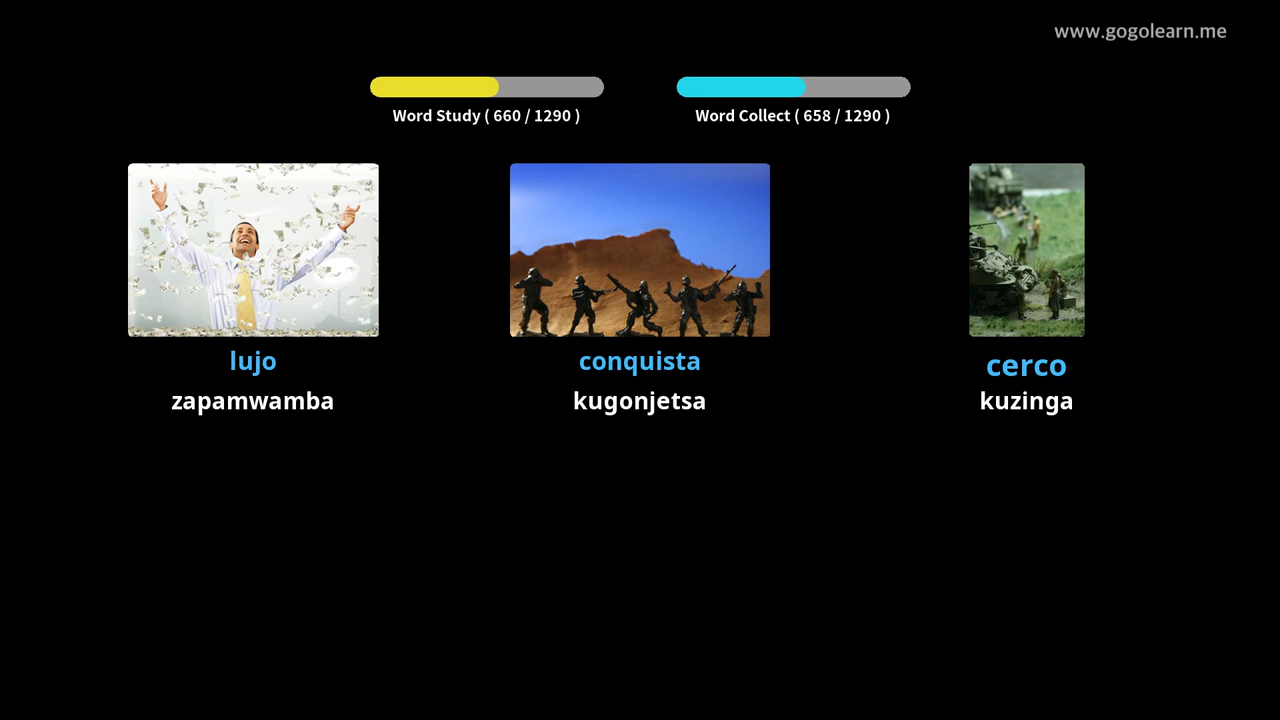 www.gogolearn.me
Word Study ( 660 / 1290 )
Word Collect ( 658 / 1290 )
lujo
conquista
cerco
zapamwamba
kugonjetsa
kuzinga